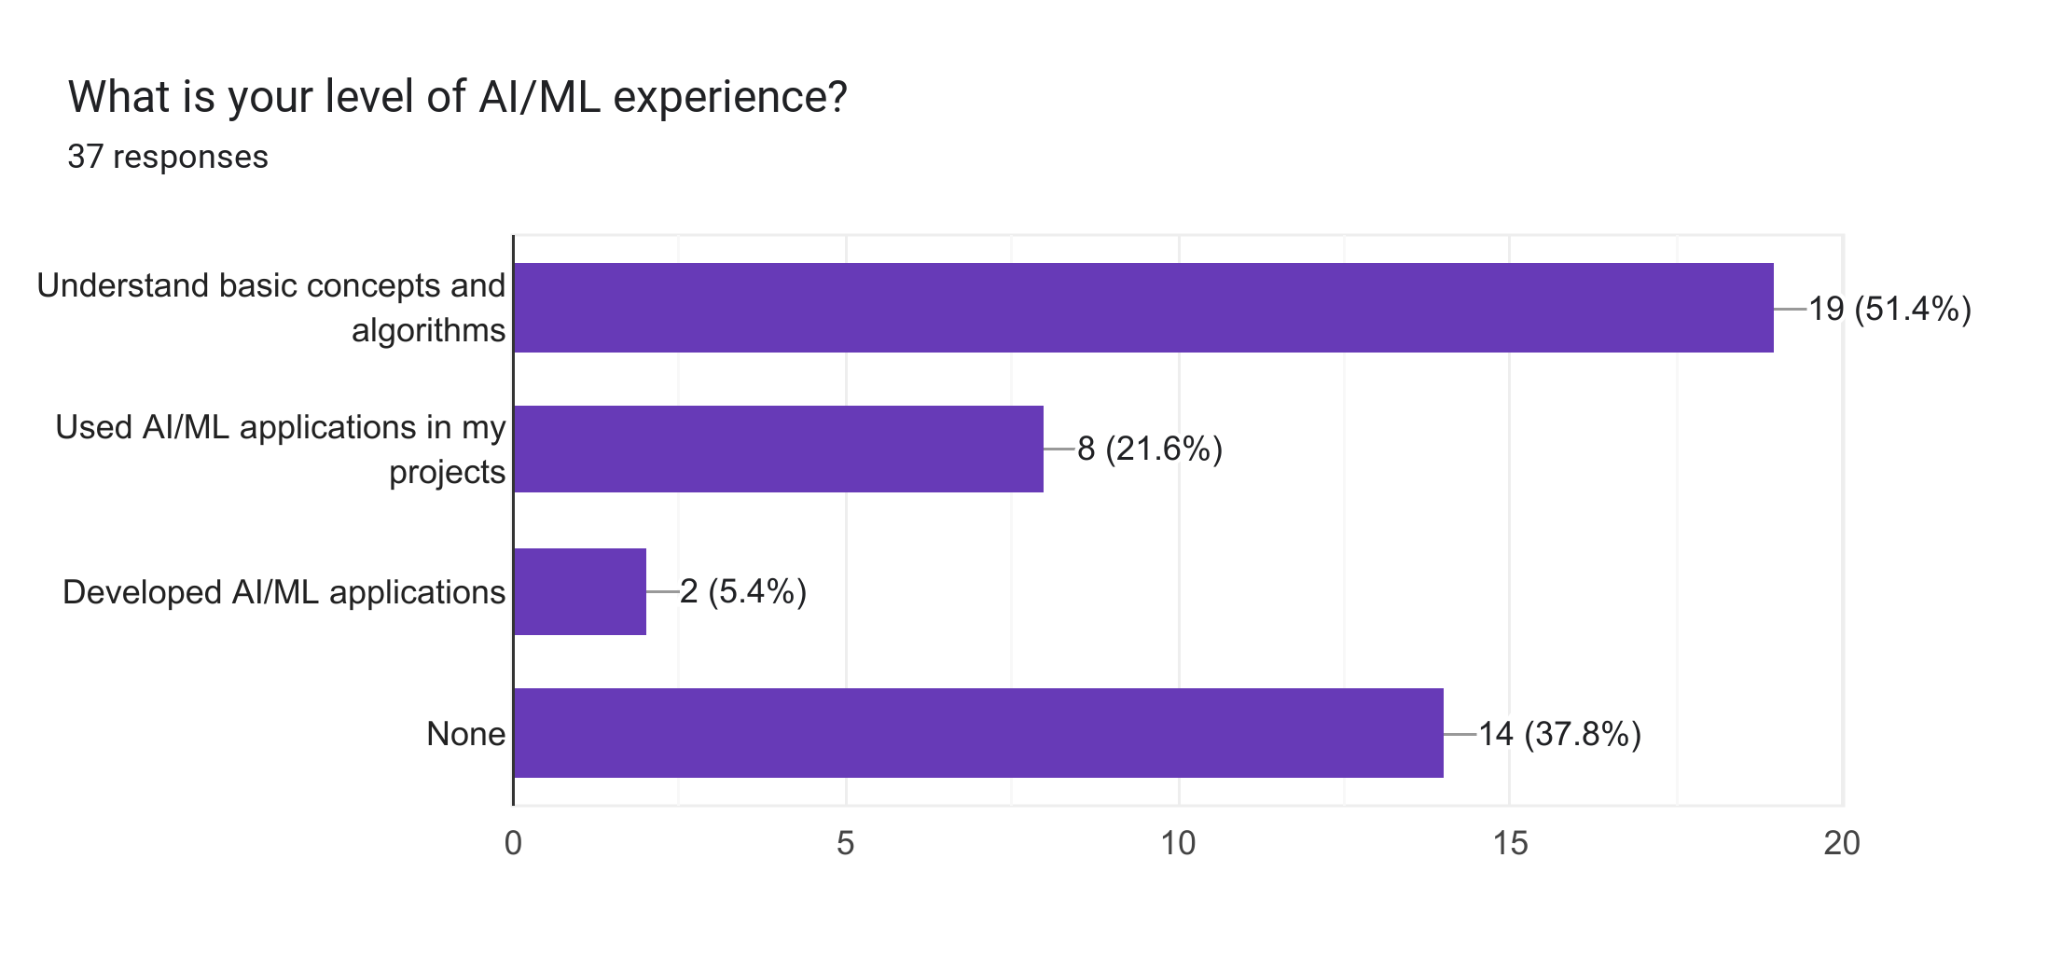 What is your level of AI/ML experience?
37 responses
Understand basic concepts and
algorithms
19 (51.4%)
Used AI/ML applications in my
projects
8 (21.6%)
Developed AI/ML applications
2 (5.4%)
None
14 (37.8%)
0
5
10
15
20